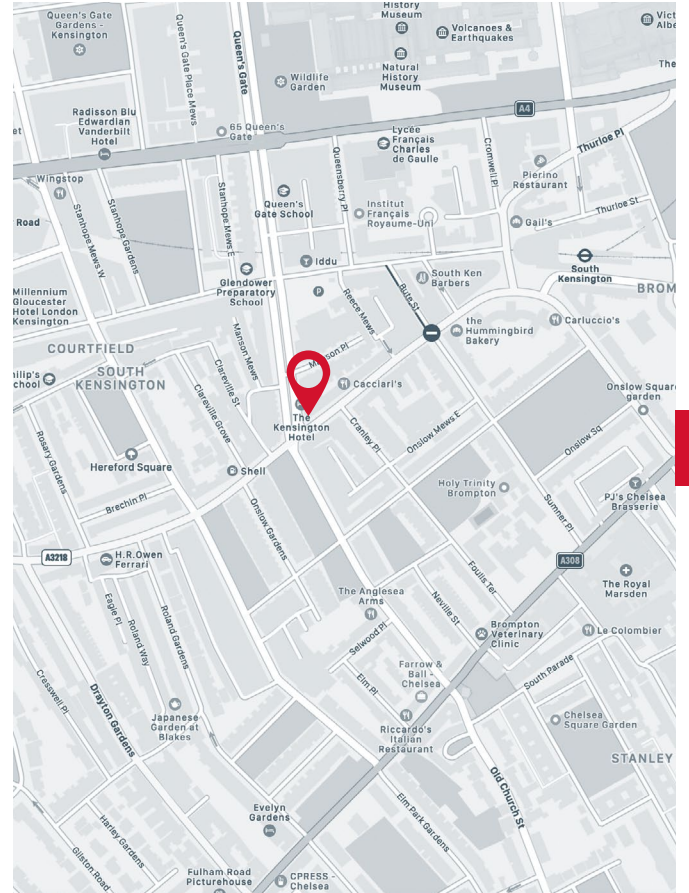 Queen's Gate
Gardens -
Kensington
Queen's Gate Place Mews
Queen's Gate
History
Museum
Volcanoes &
Earthquakes
Natural
History
Museum
Wildlife
Garden
A4
Radisson Blu
Edwardian
Vanderbilt
Hotel
65 Queen's
Gate
Lycée
Français
Charles
de Gaulle
Cromwell Pl
Thurloe Pl
Pierino
Restaurant
Wingstop
Stanhope Gardens
Stanhope Mews E
Queensberry Pl
Queen's
Gate School
Institut
Français
Royaume-Uni
Gail's
Thurloe St
Road
Stanhope Mews W
Iddu
South
Kensington
Glendower
Preparatory
School
P
South Ken
Barbers
Bute St
BROM
Millennium
Gloucester
Hotel London
Kensington
Reece Mews
Manson Mews
Manson Pl
the
Hummingbird
Bakery
Carluccio's
COURTFIELD
SOUTH
KENSINGTON
Clareville St
Clareville Grove
Cacciari's
Onslow Square
garden
The
Kensington
Hotel
Cranley Pl
Onslow Mews E
Onslow Sq
Rosary Gardens
Hereford Square
Shell
Holy Trinity
Brompton
PJ's Chelsea
Brasserie
Brechin Pl
Onslow Gardens
Sumner Pl
A3218
H.R.Owen
Ferrari
A308
Foulis Ter
The Royal
Marsden
Eagle Pl
Roland Way
Roland Gardens
The Anglesea
Arms
Neville St
Selwood Pl
Brompton
Veterinary
Clinic
Le Colombier
Cresswell Pl
Drayton Gardens
Elm Pl
Farrow &
Ball -
Chelsea
South Parade
Japanese
Garden at
Blakes
Riccardo's
Italian
Restaurant
Chelsea
Square Garden
STANLEY
Old Church St
Evelyn
Gardens
Elm Park Gardens
Harley Gardens
Gilston Road
Fulham Road
Picturehouse
CPRESS -
Chelsea